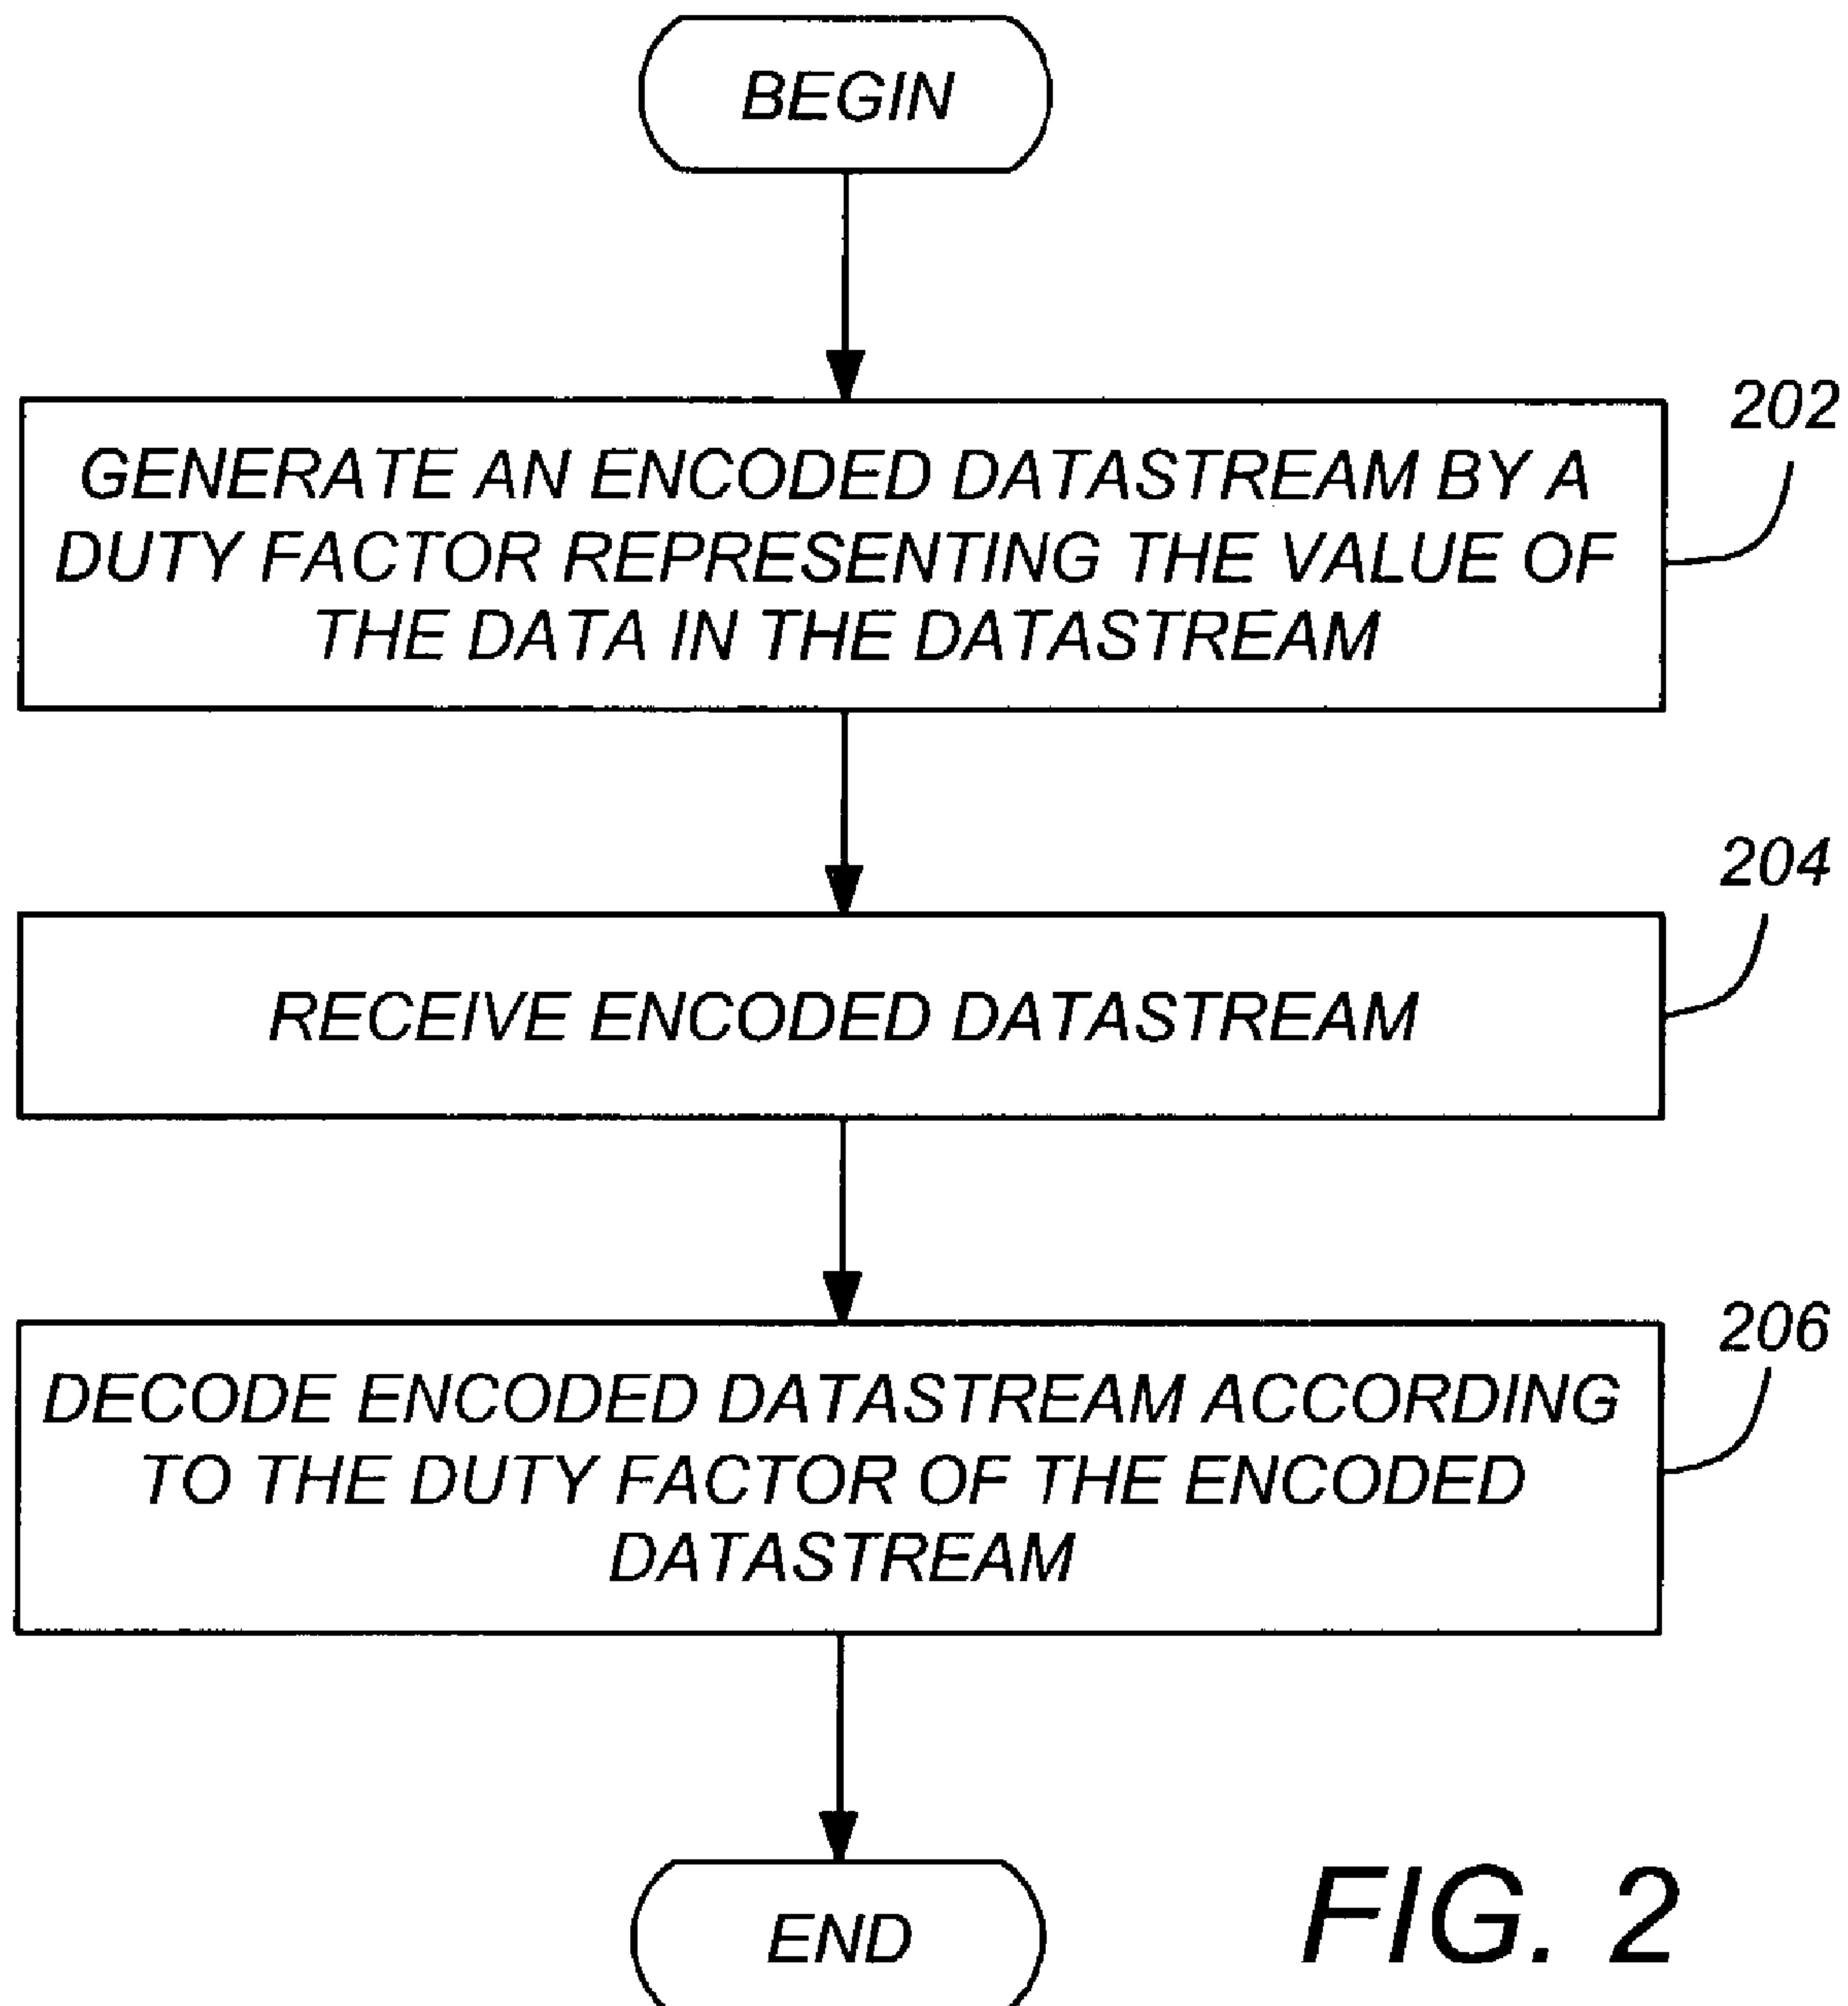 BEGIN
202
GENERATE AN ENCODED DATASTREAM BY A
DUTY FACTOR REPRESENTING THE VALUE OF
THE DATA IN THE DATASTREAM
204
RECEIVE ENCODED DATASTREAM
206
DECODE ENCODED DATASTREAM ACCORDING
TO THE DUTY FACTOR OF THE ENCODED
DATASTREAM
END
FIG. 2